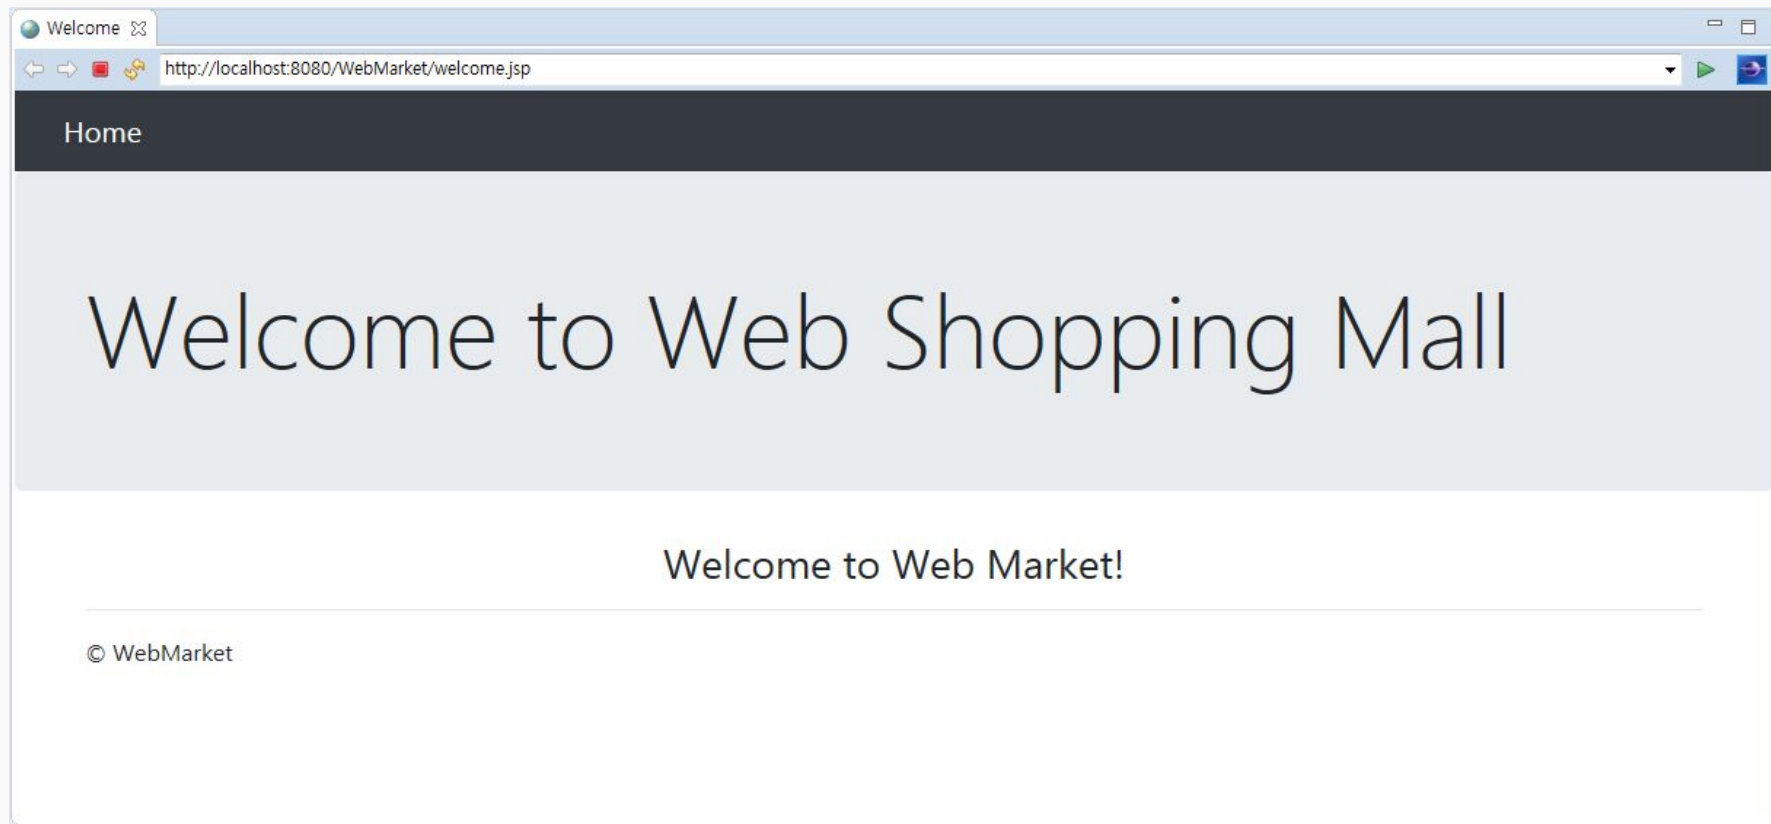 Welcome
http://localhost:8080/WebMarket/welcome.jsp
Home
Welcome to Web Shopping Mall
Welcome to Web Market!
© WebMarket